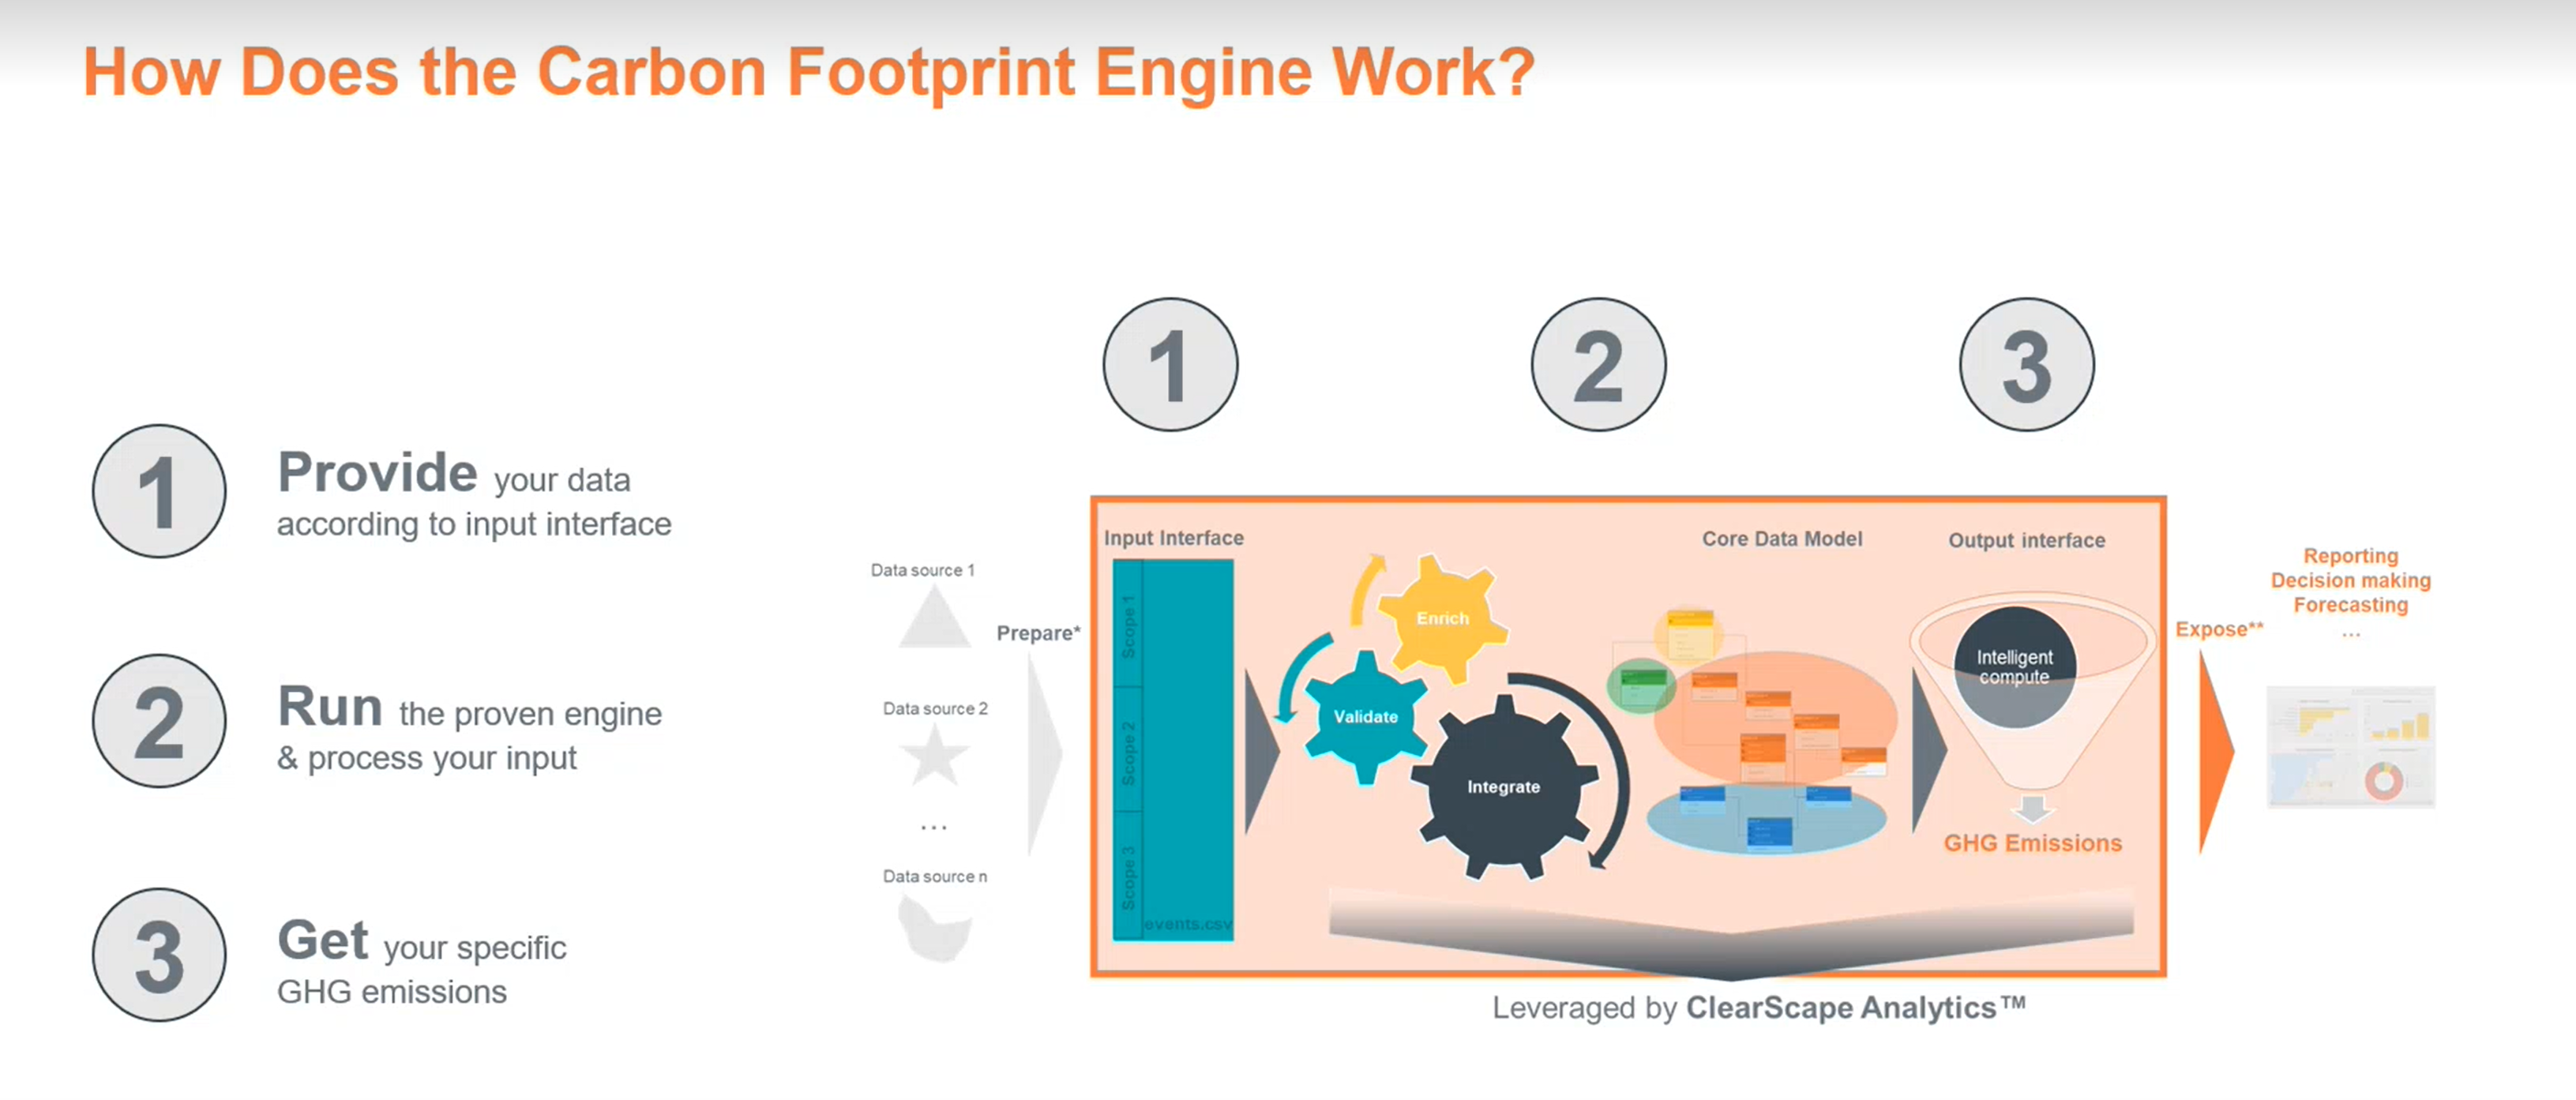 How Does the Carbon Footprint Engine Work?
1
2
3
1
Provide your data
according to input interface
2
Run the proven engine
& process your input
3
Get your specific
GHG emissions
Data source 1
Data source 2
...
Data source n
Prepare*
Input Interface
Scope 1
Scope 2
Scope 3
events.csv
Enrich
Validate
Integrate
Core Data Model
Output interface
Intelligent
compute
GHG Emissions
Expose**
Reporting
Decision making
Forecasting
...
Leveraged by ClearScape Analytics™